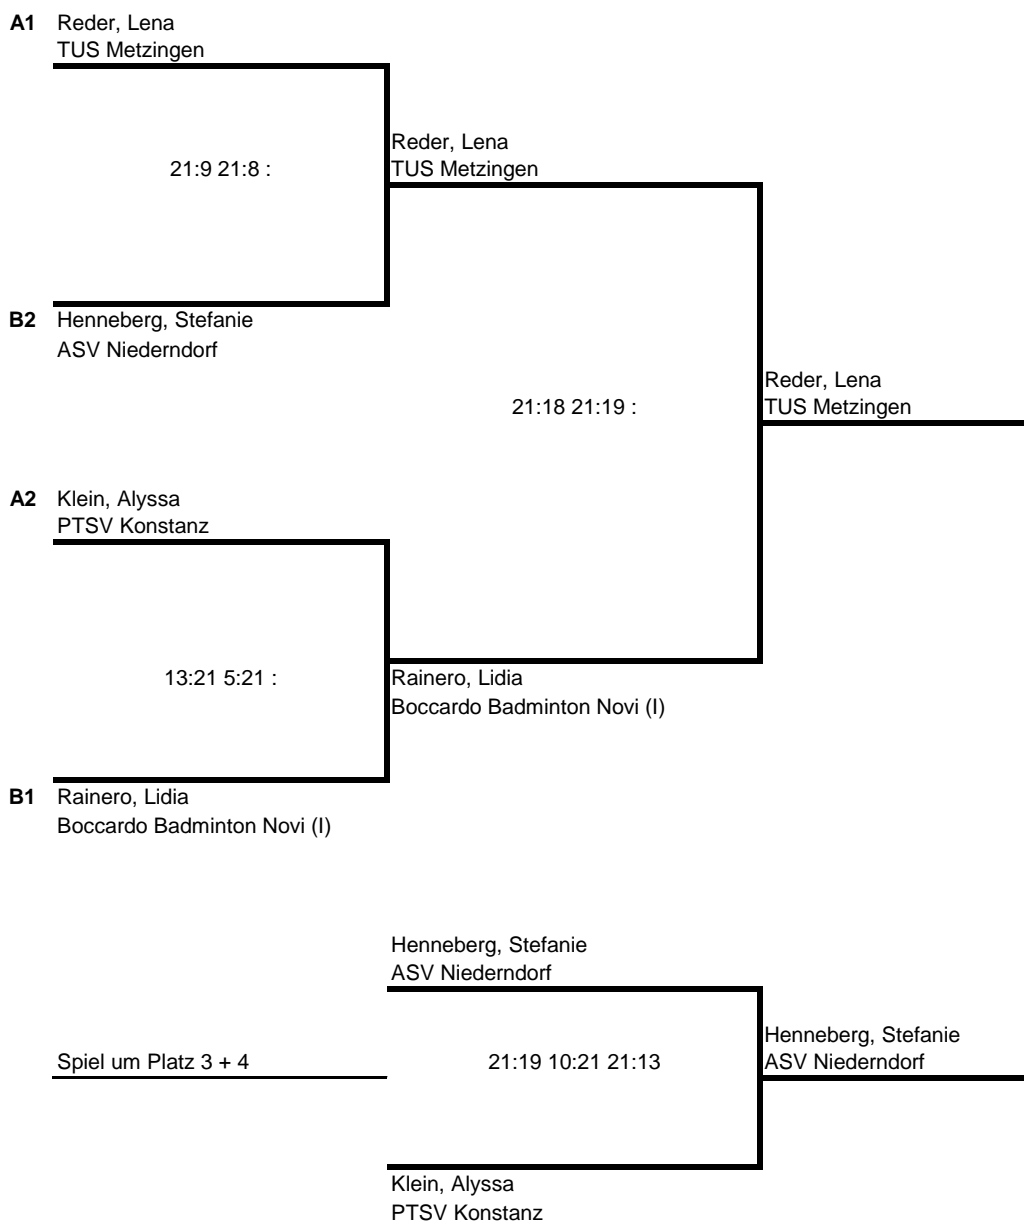 A1 Reder, Lena
TUS Metzingen
Reder, Lena
21:9 21:8 : TUS Metzingen
B2 Henneberg, Stefanie
ASV Niederndorf
Reder, Lena
21:18 21:19 : TUS Metzingen
A2 Klein, Alyssa
PTSV Konstanz
13:21 5:21 : Rainero, Lidia
Boccardo Badminton Novi (I)
B1 Rainero, Lidia
Boccardo Badminton Novi (I)
Henneberg, Stefanie
ASV Niederndorf
Henneberg, Stefanie
Spiel um Platz 3 + 4 21:19 10:21 21:13 ASV Niederndorf
Klein, Alyssa
PTSV Konstanz